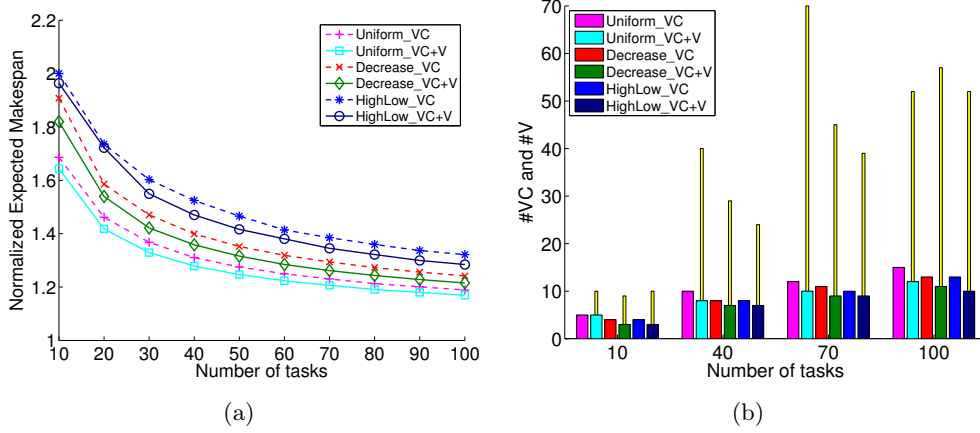 2.2
2
1.8
1.6
1.4
1.2
1
Normalized Expected Makespan
10 20 30 40 50 60 70 80 90 100
Number of tasks
Uniform_VC
Uniform_VC+V
Decrease_VC
Decrease_VC+V
HighLow_VC
HighLow_VC+V
(a)
70
60
50
40
30
20
10
0
#VC and #V
10 40 70 100
Number of tasks
Uniform_VC
Uniform_VC+V
Decrease_VC
Decrease_VC+V
HighLow_VC
HighLow_VC+V
(b)